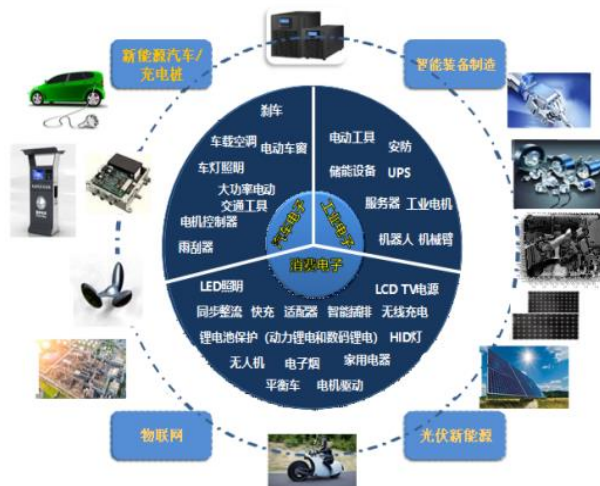 新能源汽车/
充电桩
智能装备制造
刹车
车载空调
电动车窗
车灯照明
大功率电动
交通工具
电机控制器
雨刮器
汽车电子
电动工具
安防
储能设备 UPS
服务器 工业电机
机器人 机械臂
工业电子
消费电子
LED照明
LCD TV电源
同步整流 快充 适配器 智能插排 无线充电
锂电池保护 (动力锂电和数码锂电) HID灯
无人机 电子烟 家用电器
平衡车 电机驱动
物联网
光伏新能源